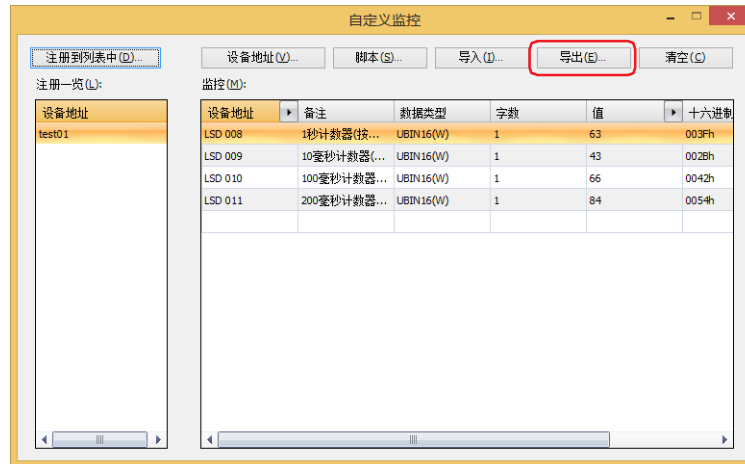 自定义监控
注册到列表中(D)... 设备地址(V)... 脚本(S)... 导入(I)... 导出(E)... 清空(C)
注册一览(L): 监控(M):
设备地址 设备地址 备注 数据类型 字数 值 十六进制
test01 LSD 008 1秒计数器(按... UBIN16(W) 1 63 003Fh
LSD 009 10毫秒计数器(... UBIN16(W) 1 43 002Bh
LSD 010 100毫秒计数器... UBIN16(W) 1 66 0042h
LSD 011 200毫秒计数器... UBIN16(W) 1 84 0054h